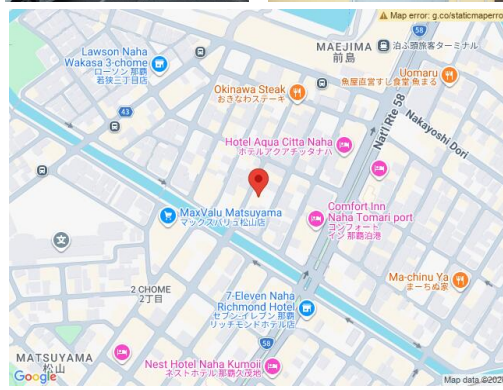 Map error: g.co/staticmaperro
58
MAEJIMA
前島
泊ふ頭旅客ターミナル
Lawson Naha
Wakasa 3-chome
ローソン 那覇
若狭三丁目店
Uomaru
魚屋直営すし食堂 魚まる
Okinawa Steak
おきなわステーキ
43
Nat'l Rte 58
Nakayoshi Dori
Hotel Aqua Citta Naha
ホテルアクアチッタナハ
MaxValu Matsuyama
マックスバリュ松山店
Comfort Inn
Naha Tomari port
コンフォート
イン 那覇泊港
Ma-chinu Ya
まーちぬ家
2 CHOME
2丁目
7-Eleven Naha
Richmond Hotel
セブン-イレブン 那覇
リッチモンドホテル店
58
MATSUYAMA
松山
Nest Hotel Naha Kumoji
ネストホテル那覇久茂地
Google
Map data ©202